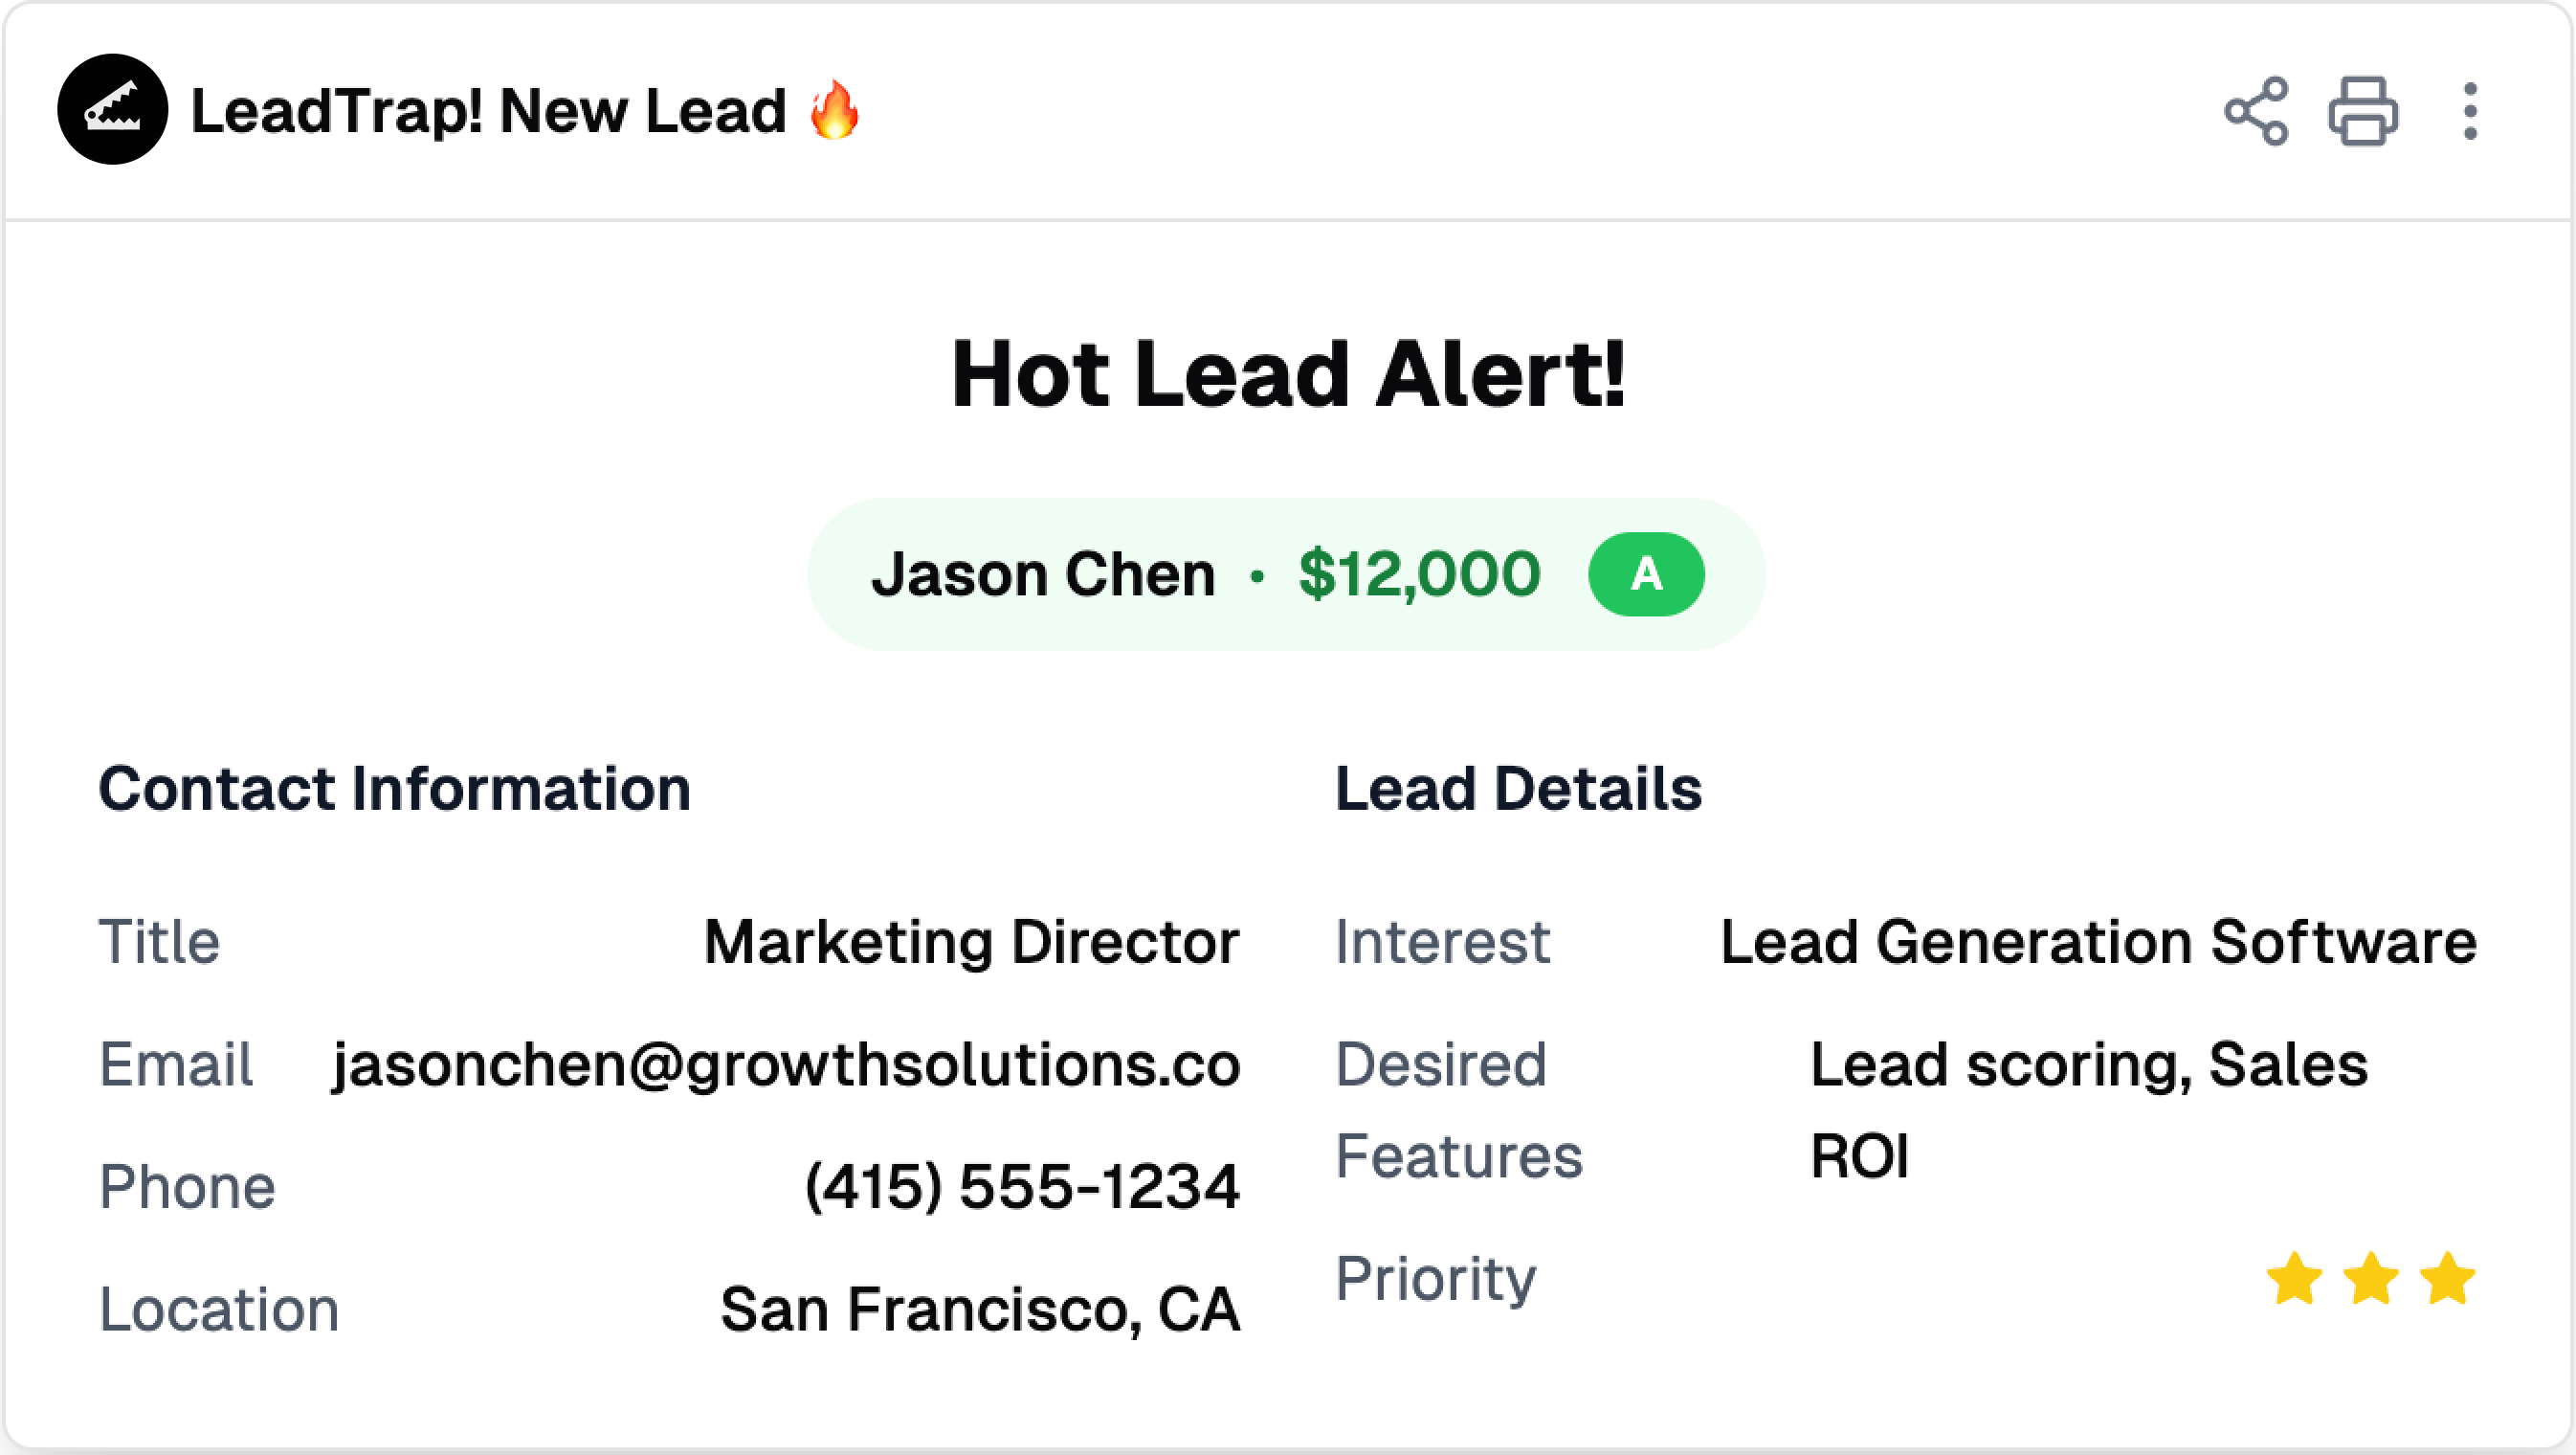 LeadTrap! New Lead 🔥
Hot Lead Alert!
Jason Chen · $12,000 A
Contact Information
Title Marketing Director
Email jasonchen@growthsolutions.co
Phone (415) 555-1234
Location San Francisco, CA
Lead Details
Interest Lead Generation Software
Desired Lead scoring, Sales
Features ROI
Priority